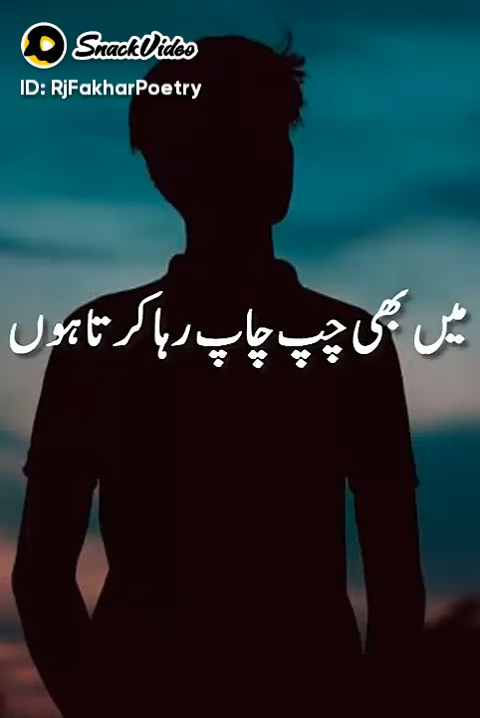 SnackVideo
ID: RjFakharPoetry
میں بھی چپ چاپ رہا کرتا ہوں